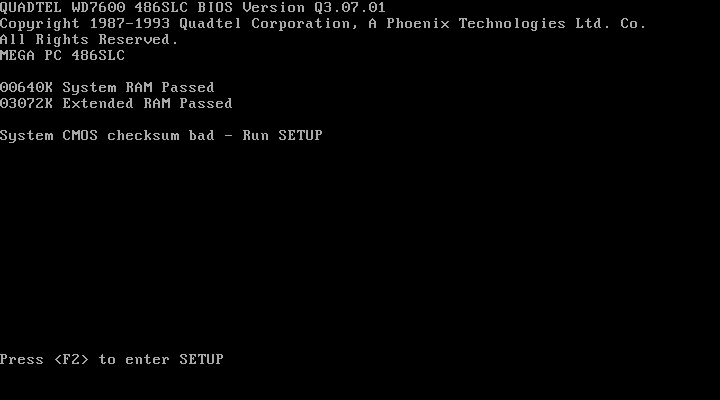 QUADTEL WD7600 486SLC BIOS Version Q3.07.01
Copyright 1987-1993 Quadtel Corporation, A Phoenix Technologies Ltd. Co.
All Rights Reserved.
MEGA PC 486SLC
00640K System RAM Passed
03072K Extended RAM Passed
System CMOS checksum bad - Run SETUP
Press <F2> to enter SETUP